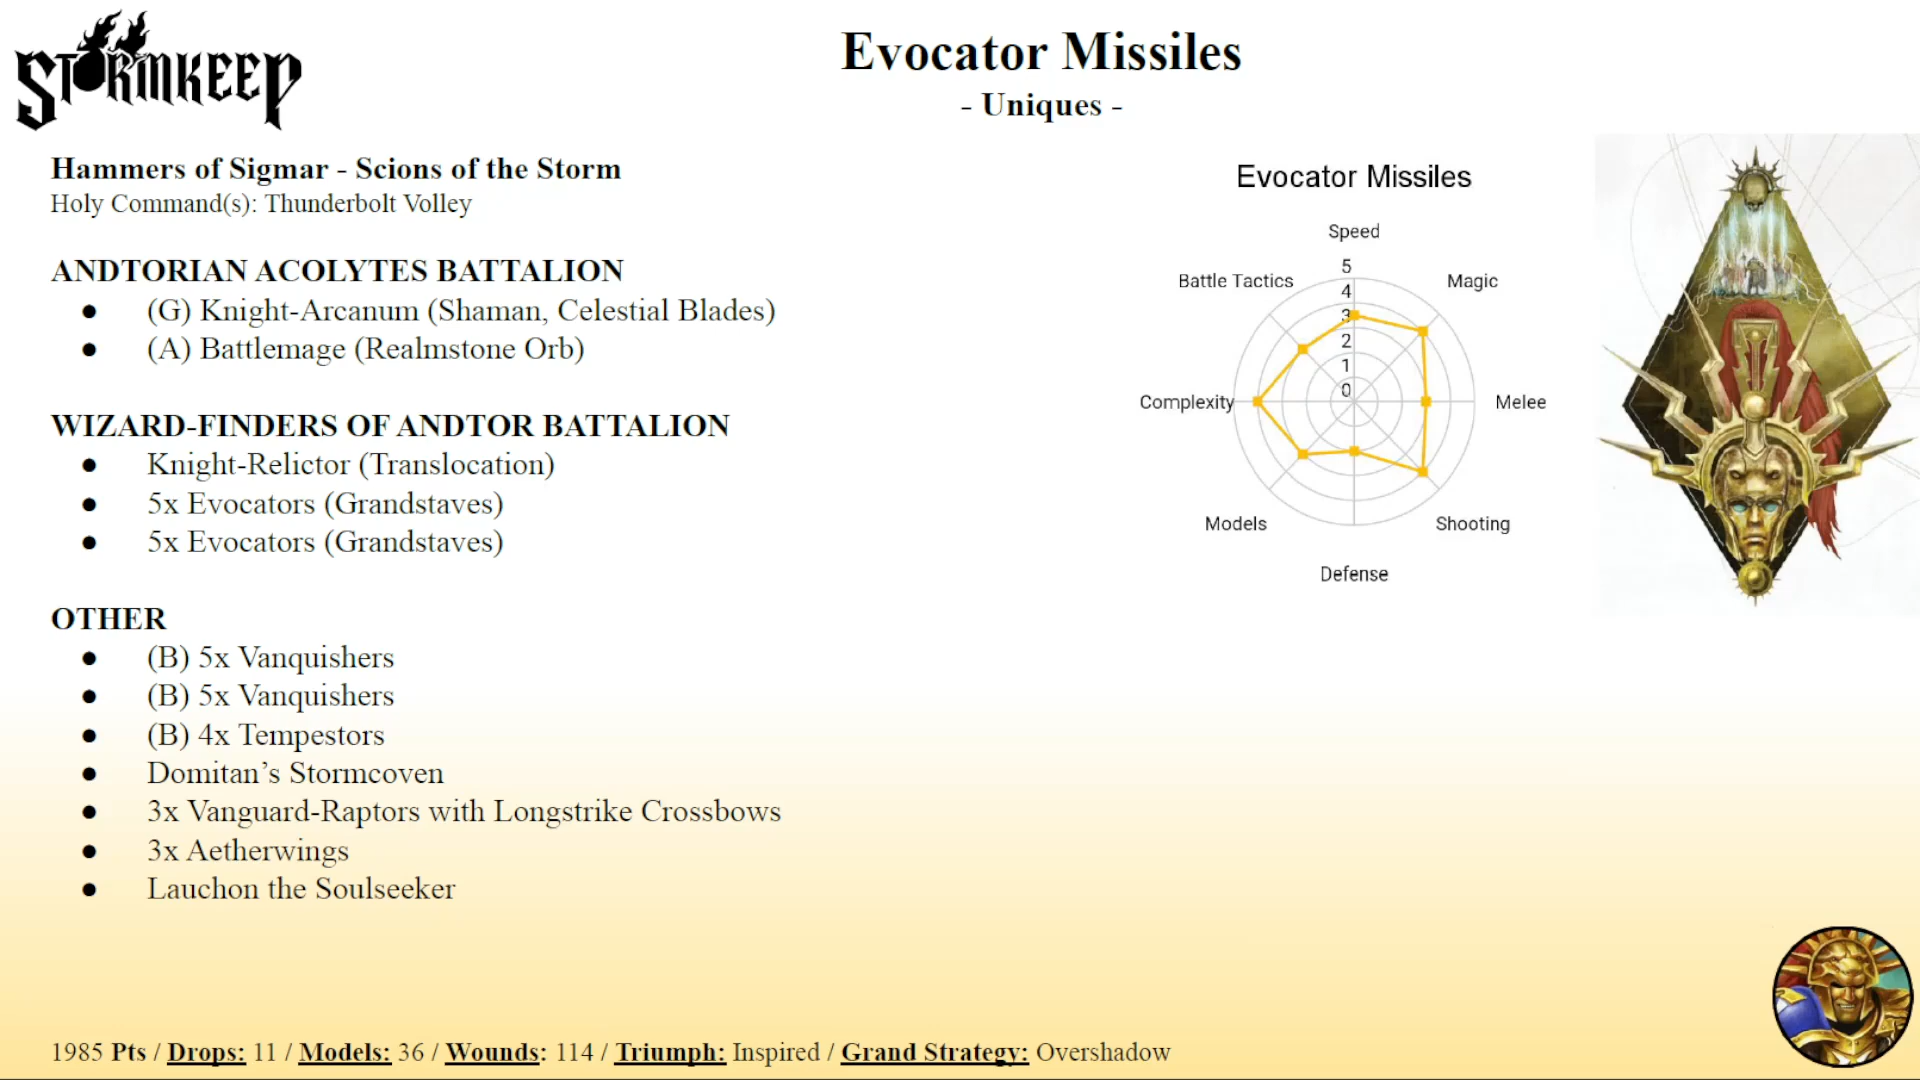 STORMKEEP
Evocator Missiles
- Uniques -
Hammers of Sigmar - Scions of the Storm
Holy Command(s): Thunderbolt Volley
ANDTORIAN ACOLYTES BATTALION
● (G) Knight-Arcanum (Shaman, Celestial Blades)
● (A) Battlemage (Realmstone Orb)
WIZARD-FINDERS OF ANDTOR BATTALION
● Knight-Relictor (Translocation)
● 5x Evocators (Grandstaves)
● 5x Evocators (Grandstaves)
OTHER
● (B) 5x Vanquishers
● (B) 5x Vanquishers
● (B) 4x Tempestors
● Domitan’s Stormcoven
● 3x Vanguard-Raptors with Longstrike Crossbows
● 3x Aetherwings
● Lauchon the Soulseeker
Evocator Missiles
Speed
Battle Tactics
Magic
5
4
3
2
1
0
Complexity
Melee
Models
Shooting
Defense
1985 Pts / Drops: 11 / Models: 36 / Wounds: 114 / Triumph: Inspired / Grand Strategy: Overshadow